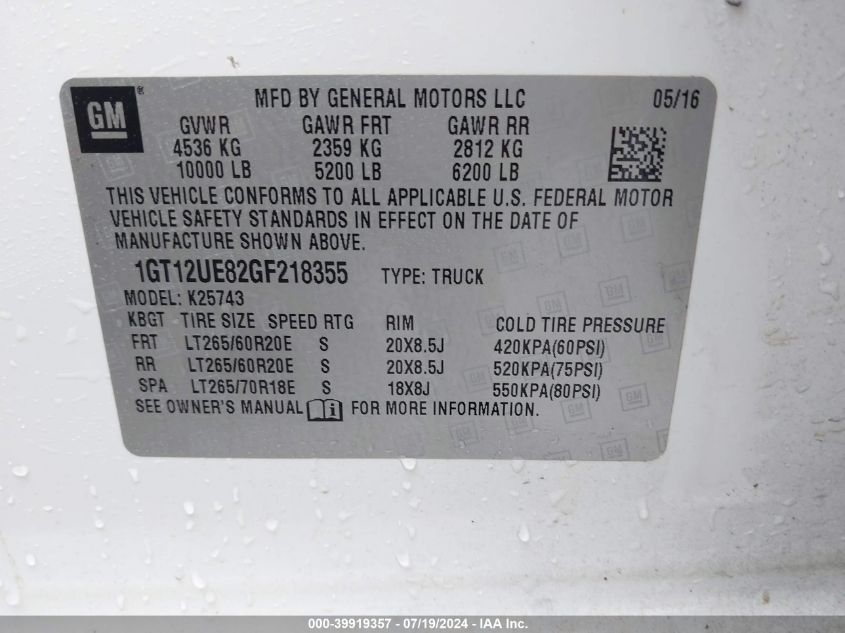 GM® MFD BY GENERAL MOTORS LLC 05/16
GVWR GAWR FRT GAWR RR
4536 KG 2359 KG 2812 KG
10000 LB 5200 LB 6200 LB
THIS VEHICLE CONFORMS TO ALL APPLICABLE U.S. FEDERAL MOTOR
VEHICLE SAFETY STANDARDS IN EFFECT ON THE DATE OF
MANUFACTURE SHOWN ABOVE.
1GT12UE82GF218355 TYPE: TRUCK
MODEL: K25743
KBGT TIRE SIZE SPEED RTG RIM COLD TIRE PRESSURE
FRT LT265/60R20E S 20X8.5J 420KPA(60PSI)
RR LT265/60R20E S 20X8.5J 520KPA(75PSI)
SPA LT265/70R18E S 18X8J 550KPA(80PSI)
SEE OWNER'S MANUAL FOR MORE INFORMATION.
000-39919357 - 07/19/2024 - IAA Inc.